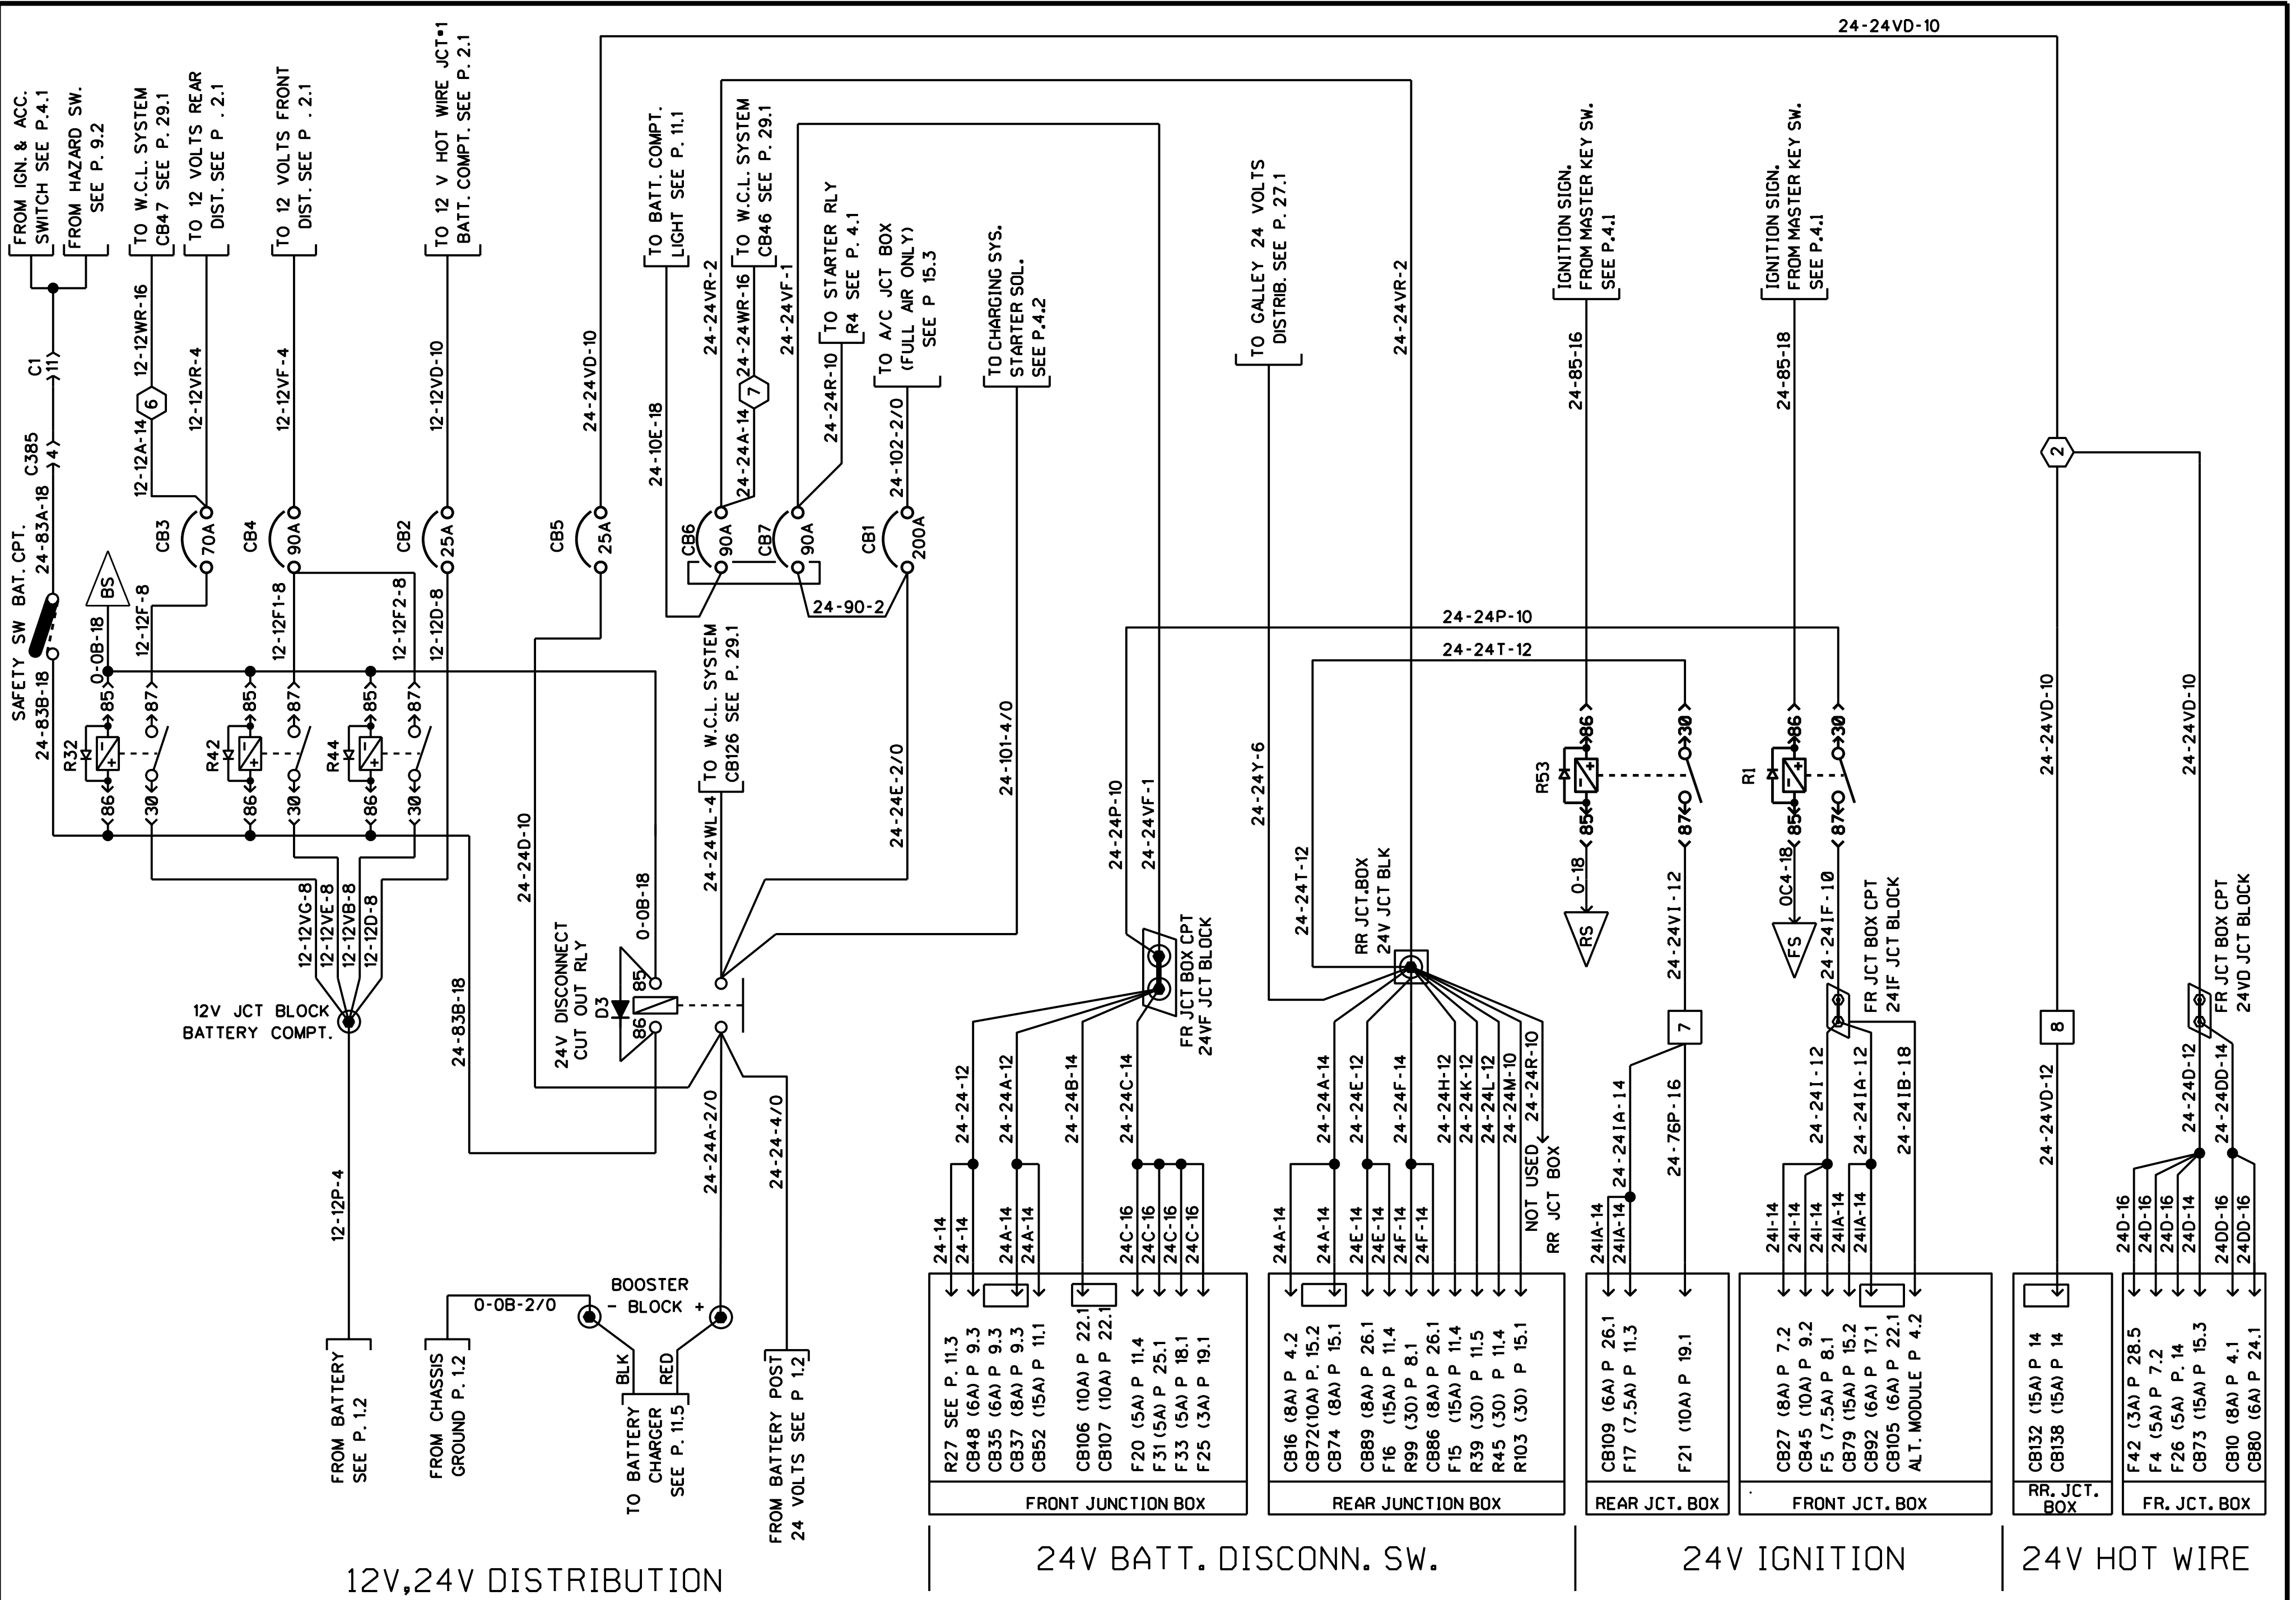 24-24VD-10
FROM IGN. & ACC.
SWITCH SEE P.4.1
FROM HAZARD SW.
SEE P. 9.2
TO W.C.L. SYSTEM
CB47 SEE P. 29.1
TO 12 VOLTS REAR
DIST. SEE P . 2.1
TO 12 VOLTS FRONT
DIST. SEE P . 2.1
TO 12 V HOT WIRE JCT•1
BATT. COMPT. SEE P. 2.1
TO BATT. COMPT.
LIGHT SEE P. 11.1
24-24VR-2
TO W.C.L. SYSTEM
CB46 SEE P. 29.1
24-24VF-1
TO STARTER RLY
R4 SEE P. 4.1
TO A/C JCT BOX
(FULL AIR ONLY)
SEE P 15.3
TO CHARGING SYS.
STARTER SOL.
SEE P.4.2
TO GALLEY 24 VOLTS
DISTRIB. SEE P. 27.1
24-24VR-2
IGNITION SIGN.
FROM MASTER KEY SW.
SEE P.4.1
IGNITION SIGN.
FROM MASTER KEY SW.
SEE P.4.1
C1
11
12-12WR-16
12-12VR-4
12-12VF-4
12-12VD-10
24-24VD-10
24-24WR-16
24-24R-10
24-85-16
24-85-18
6
7
2
C385
4
12-12A-14
24-10E-18
24-24A-14
24-102-2/0
SAFETY SW BAT. CPT.
24-83A-18
BS
CB3
70A
CB4
90A
CB2
25A
CB5
25A
CB6
90A
CB7
90A
CB1
200A
24-83B-18
0-0B-18
12-12F-8
12-12F1-8
12-12F2-8
12-12D-8
24-90-2
24-24P-10
24-24T-12
R32
85
87
86
30
R42
85
87
86
30
R44
85
87
86
30
TO W.C.L. SYSTEM
CB126 SEE P. 29.1
24-24WL-4
24-24D-10
24-24E-2/0
24-101-4/0
24-24P-10
24-24VF-1
24-24Y-6
24-24T-12
RR JCT.BOX
24V JCT BLK
R53
86
30
85
87
R1
86
30
85
87
24-24VD-10
24-24VD-10
0-18
RS
24-24VI-12
0C4-18
FS
24-24IF-10
FR JCT BOX CPT
24IF JCT BLOCK
FR JCT BOX CPT
24VD JCT BLOCK
12-12VG-8
12-12VE-8
12-12VB-8
12-12D-8
12V JCT BLOCK
BATTERY COMPT.
24-83B-18
24V DISCONNECT
CUT OUT RLY
D3
0-0B-18
85
86
FR JCT BOX CPT
24VF JCT BLOCK
7
8
12-12P-4
24-24A-2/0
24-24-4/0
24-24-12
24-24A-12
24-24B-14
24-24C-14
24-24A-14
24-24E-12
24-24F-14
24-24H-12
24-24K-12
24-24L-12
24-24M-10
24-24R-10
NOT USED
RR JCT BOX
24-24IA-14
24-76P-16
24-24I-12
24-24IA-12
24-24IB-18
24-24VD-12
24-24D-12
24-24DD-14
24-14
24-14
24A-14
24A-14
24C-16
24C-16
24C-16
24C-16
24A-14
24A-14
24E-14
24E-14
24F-14
24F-14
24IA-14
24IA-14
24I-14
24I-14
24I-14
24IA-14
24IA-14
24D-16
24D-16
24D-16
24D-14
24DD-16
24DD-16
0-0B-2/0
BOOSTER
- BLOCK +
BLK
RED
FROM BATTERY
SEE P. 1.2
FROM CHASSIS
GROUND P. 1.2
TO BATTERY
CHARGER
SEE P. 11.5
FROM BATTERY POST
24 VOLTS SEE P 1.2
R27 SEE P. 11.3
CB48 (6A) P 9.3
CB35 (6A) P 9.3
CB37 (8A) P 9.3
CB52 (15A) P 11.1
CB106 (10A) P 22.1
CB107 (10A) P 22.1
F20 (5A) P 11.4
F31 (5A) P 25.1
F33 (5A) P 18.1
F25 (3A) P 19.1
FRONT JUNCTION BOX
CB16 (8A) P 4.2
CB72(10A) P. 15.2
CB74 (8A) P 15.1
CB89 (8A) P 26.1
F16 (15A) P 11.4
R99 (30) P 8.1
CB86 (8A) P 26.1
F15 (15A) P 11.4
R39 (30) P 11.5
R45 (30) P 11.4
R103 (30) P 15.1
REAR JUNCTION BOX
CB109 (6A) P 26.1
F17 (7.5A) P 11.3
F21 (10A) P 19.1
REAR JCT. BOX
CB27 (8A) P 7.2
CB45 (10A) P 9.2
F5 (7.5A) P 8.1
CB79 (15A) P 15.2
CB92 (6A) P 17.1
CB105 (6A) P 22.1
ALT. MODULE P 4.2
FRONT JCT. BOX
CB132 (15A) P 14
CB138 (15A) P 14
RR. JCT.
BOX
F42 (3A) P 28.5
F4 (5A) P 7.2
F26 (5A) P. 14
CB73 (15A) P 15.3
CB10 (8A) P 4.1
CB80 (6A) P 24.1
FR. JCT. BOX
12V,24V DISTRIBUTION
24V BATT. DISCONN. SW.
24V IGNITION
24V HOT WIRE